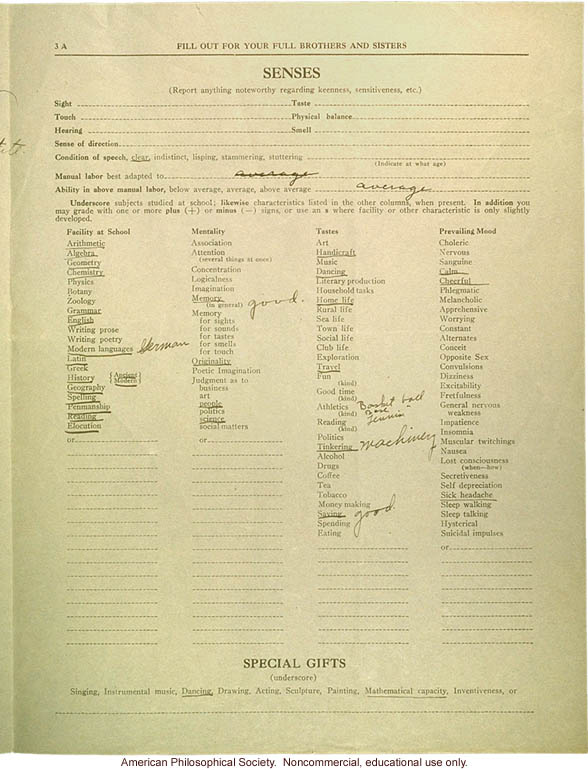 3 A FILL OUT FOR YOUR FULL BROTHERS AND SISTERS
SENSES
(Report anything noteworthy regarding keenness, sensitiveness, etc.)
Sight Taste
Touch Physical balance
Hearing Smell
Sense of direction
Condition of speech, clear, indistinct, lisping, stammering, stuttering
(Indicate at what age)
Manual labor best adapted to average
Ability in above manual labor, below average, average, above average average
Underscore subjects studied at school; likewise characteristics listed in the other columns, when present. In addition you
may grade with one or more plus (+) or minus (—) signs, or use an s where facility or other characteristic is only slightly
developed.
Facility at School
Arithmetic
Algebra
Geometry
Chemistry
Physics
Botany
Zoology
Grammar
English
Writing prose
Writing poetry
Modern languages German
Latin
Greek
History {Ancient
Modern}
Geography
Spelling
Penmanship
Reading
Elocution
or
Mentality
Association
Attention
(several things at once)
Concentration
Logicalness
Imagination
Memory
(in general) good.
Memory
for sights
for sounds
for tastes
for smells
for touch
Originality
Poetic Imagination
Judgment as to
business
art
people
politics
science
social matters
or
Tastes
Art
Handicraft
Music
Dancing
Literary production
Household tasks
Home life
Rural life
Sea life
Town life
Social life
Club life
Exploration
Travel
Fun
(kind)
Good time
(kind)
Athletics Basket ball
(kind) Base "
Reading Tennis
(kind)
Politics
Tinkering machinery
Alcohol
Drugs
Coffee
Tea
Tobacco
Money making
Saving good.
Spending
Eating
Prevailing Mood
Choleric
Nervous
Sanguine
Calm
Cheerful
Phlegmatic
Melancholic
Apprehensive
Worrying
Constant
Alternates
Conceit
Opposite Sex
Convulsions
Dizziness
Excitability
Fretfulness
General nervous
weakness
Impatience
Insomnia
Muscular twitchings
Nausea
Lost consciousness
(when—how)
Secretiveness
Self depreciation
Sick headache
Sleep walking
Sleep talking
Hysterical
Suicidal impulses
or
SPECIAL GIFTS
(underscore)
Singing, Instrumental music, Dancing, Drawing, Acting, Sculpture, Painting, Mathematical capacity, Inventiveness, or
American Philosophical Society. Noncommercial, educational use only.